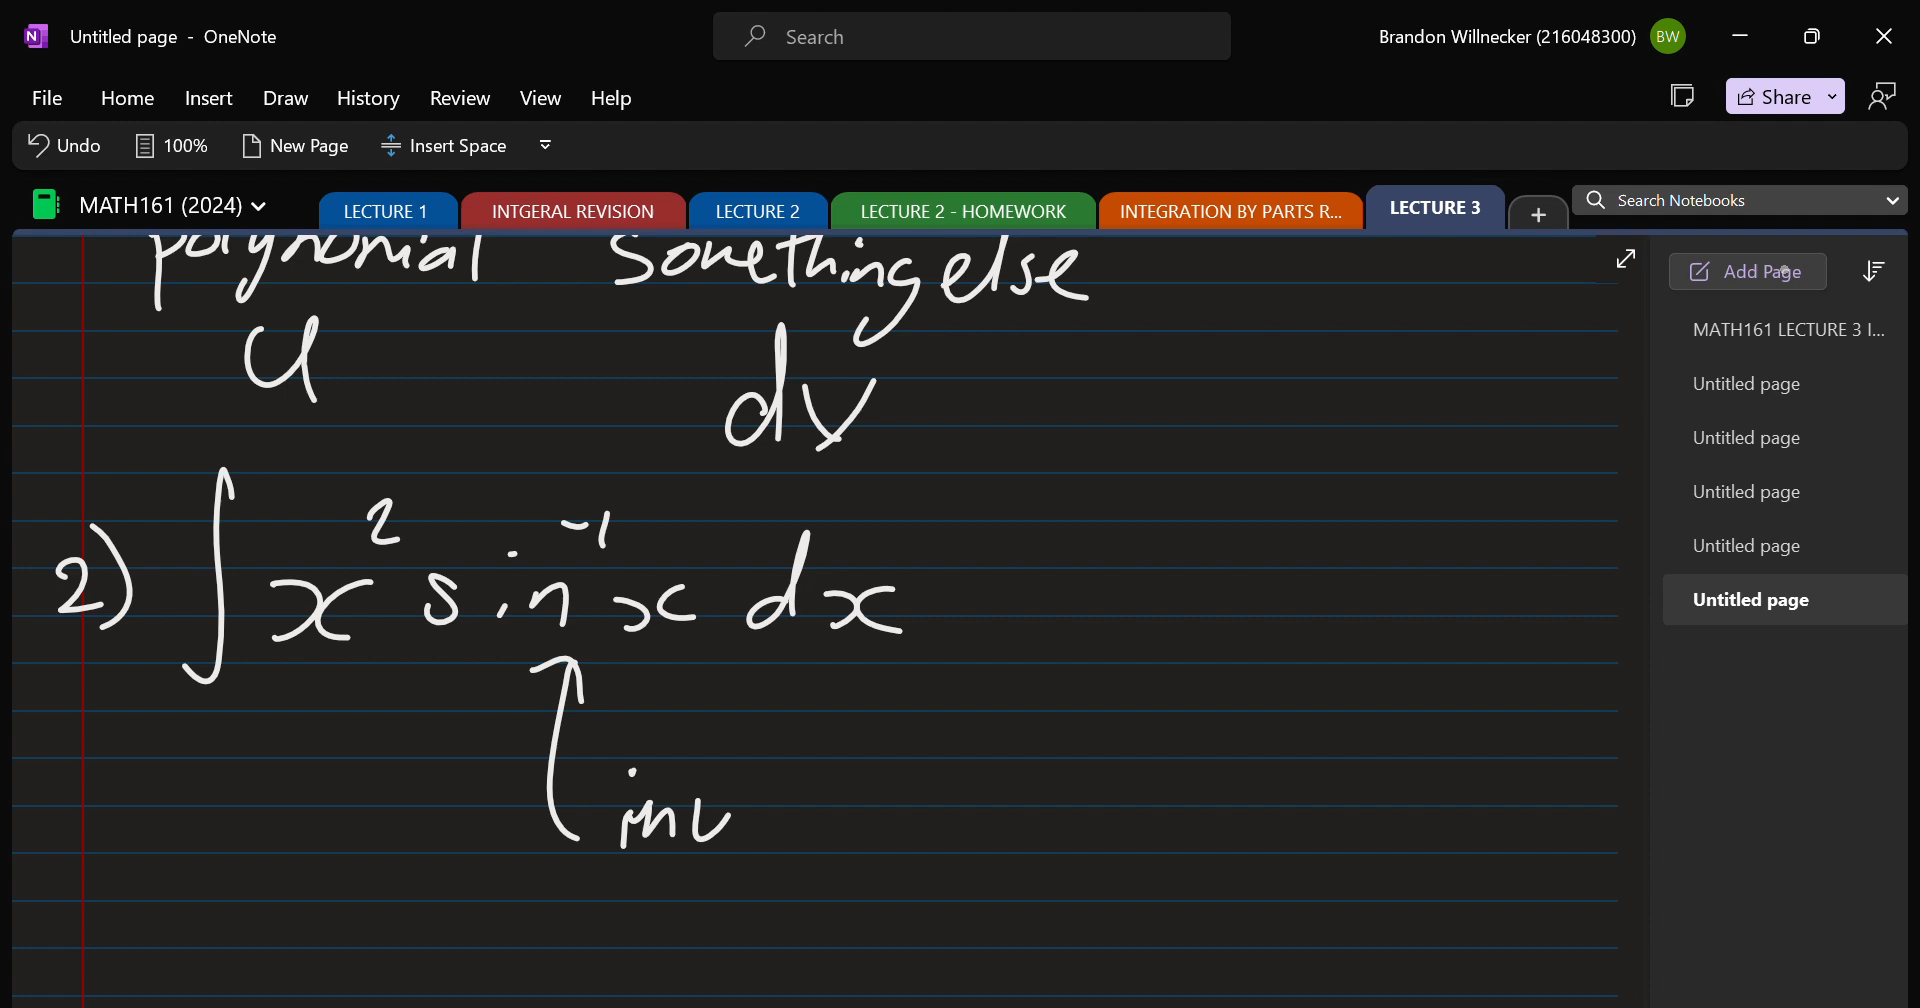 Untitled page - OneNote
Search
Brandon Willnecker (216048300) BW
File Home Insert Draw History Review View Help
Share
Undo 100% New Page Insert Space
MATH161 (2024)
LECTURE 1
INTGERAL REVISION
LECTURE 2
LECTURE 2 - HOMEWORK
INTEGRATION BY PARTS R...
LECTURE 3
+
Search Notebooks
polynomial something else
u dv
2) ∫ x² sin⁻¹x dx
inv
Add Page
MATH161 LECTURE 3 I...
Untitled page
Untitled page
Untitled page
Untitled page
Untitled page